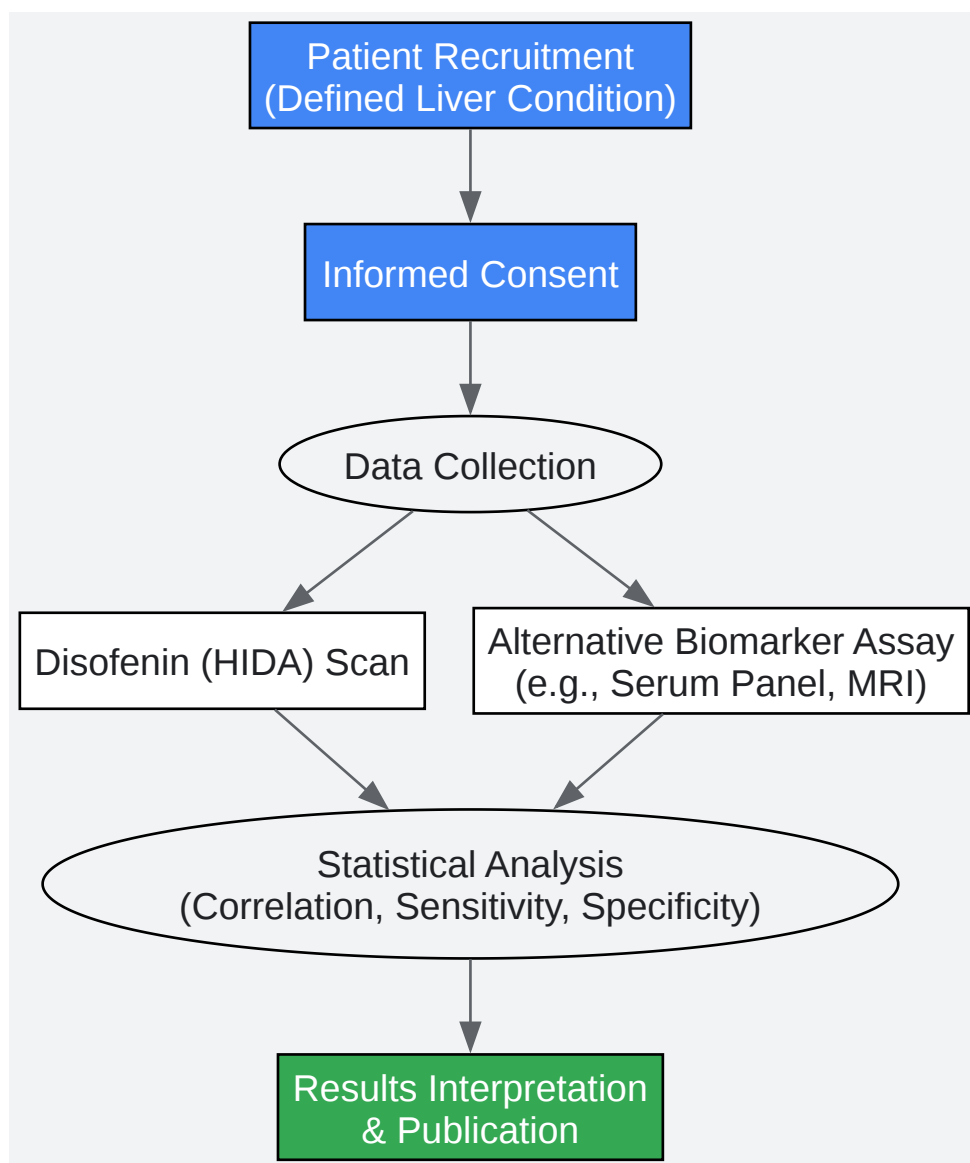 Patient Recruitment
(Defined Liver Condition)
Informed Consent
Data Collection
Disofenin (HIDA) Scan
Alternative Biomarker Assay
(e.g., Serum Panel, MRI)
Statistical Analysis
(Correlation, Sensitivity, Specificity)
Results Interpretation
& Publication